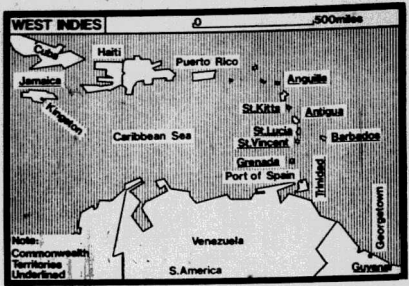 WEST INDIES
0
500miles
Cuba
Haiti
Puerto Rico
Jamaica
Kingston
Anguilla
St.Kitts
Antigua
Caribbean Sea
St.Lucia
St.Vincent
Barbados
Grenada
Port of Spain
Trinidad
Georgetown
Venezuela
S.America
Guyana
Note:
Commonwealth
Territories
Underlined